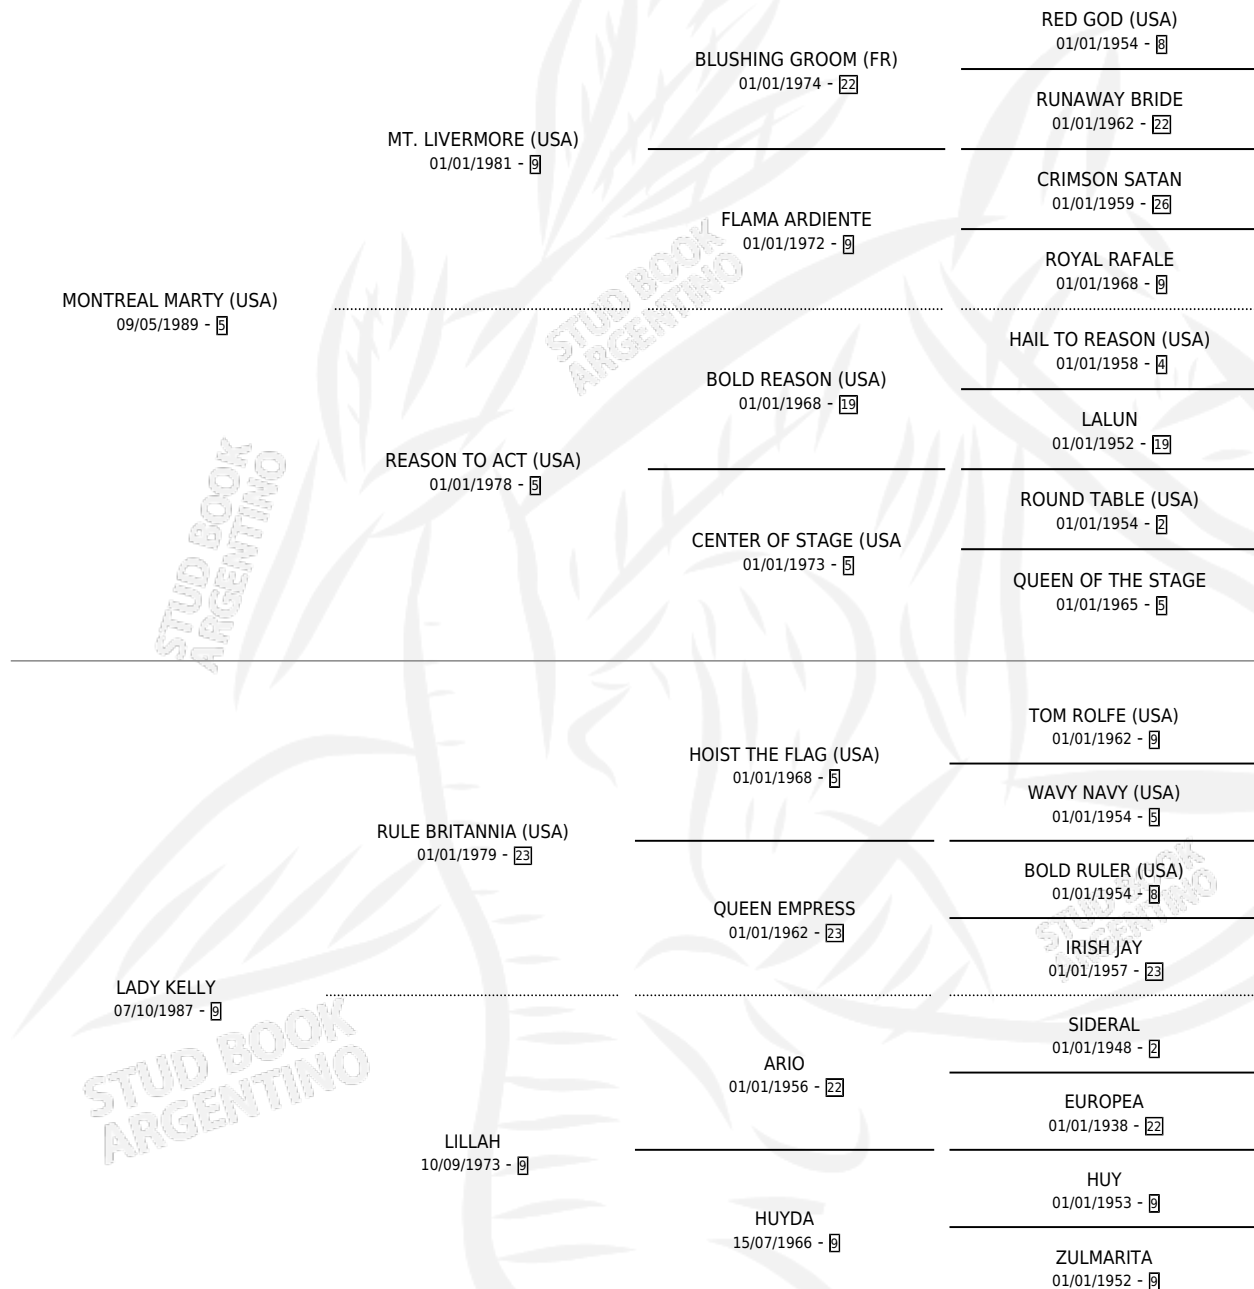 RED GOD (USA)
01/01/1954 - 8
BLUSHING GROOM (FR)
01/01/1974 - 22
RUNAWAY BRIDE
01/01/1962 - 22
MT. LIVERMORE (USA)
01/01/1981 - 9
CRIMSON SATAN
01/01/1959 - 26
FLAMA ARDIENTE
01/01/1972 - 9
ROYAL RAFALE
01/01/1968 - 9
MONTREAL MARTY (USA)
09/05/1989 - 5
HAIL TO REASON (USA)
01/01/1958 - 4
BOLD REASON (USA)
01/01/1968 - 19
LALUN
01/01/1952 - 19
REASON TO ACT (USA)
01/01/1978 - 5
ROUND TABLE (USA)
01/01/1954 - 2
CENTER OF STAGE (USA
01/01/1973 - 5
QUEEN OF THE STAGE
01/01/1965 - 5
TOM ROLFE (USA)
01/01/1962 - 9
HOIST THE FLAG (USA)
01/01/1968 - 5
WAVY NAVY (USA)
01/01/1954 - 5
RULE BRITANNIA (USA)
01/01/1979 - 23
BOLD RULER (USA)
01/01/1954 - 8
QUEEN EMPRESS
01/01/1962 - 23
IRISH JAY
01/01/1957 - 23
LADY KELLY
07/10/1987 - 9
SIDERAL
01/01/1948 - 2
ARIO
01/01/1956 - 22
EUROPEA
01/01/1938 - 22
LILLAH
10/09/1973 - 9
HUY
01/01/1953 - 9
HUYDA
15/07/1966 - 9
ZULMARITA
01/01/1952 - 9
STUD BOOK
ARGENTINO
STUD BOOK
ARGENTINO
STUD BOOK
ARGENTINO
STUD BOOK
ARGENTINO